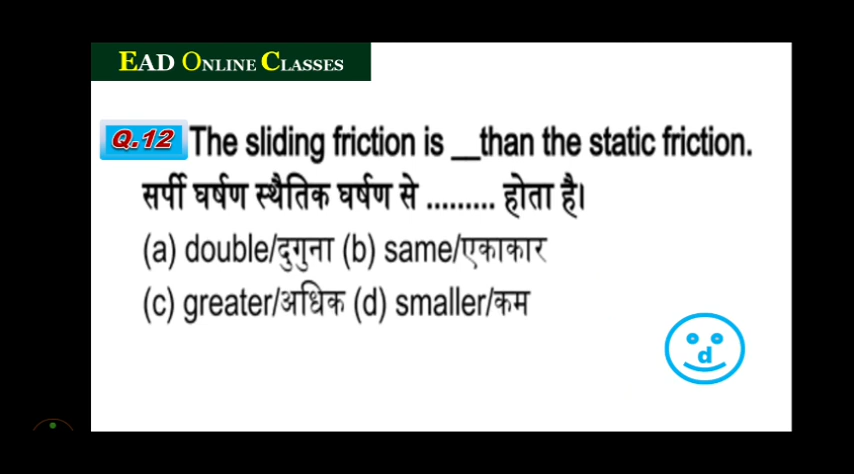 EAD ONLINE CLASSES
Q.12 The sliding friction is __than the static friction.
सर्पी घर्षण स्थैतिक घर्षण से ......... होता है।
(a) double/दुगुना (b) same/एकाकार
(c) greater/अधिक (d) smaller/कम
d